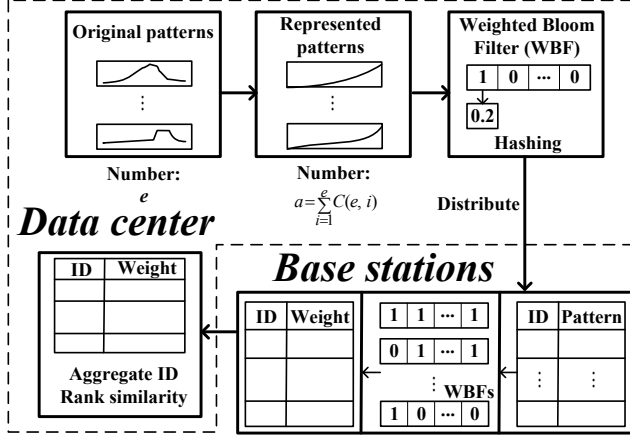 Original patterns
⋮
Number:
e
Represented patterns
⋮
Number:
a=∑_{i=1}^{e} C(e, i)
Weighted Bloom
Filter (WBF)
1 0 ··· 0
0.2
Hashing
Distribute
Data center
ID Weight
Aggregate ID
Rank similarity
Base stations
ID Weight
1 1 ··· 1
0 1 ··· 1
⋮ WBFs
1 0 ··· 0
ID Pattern
⋮ ⋮